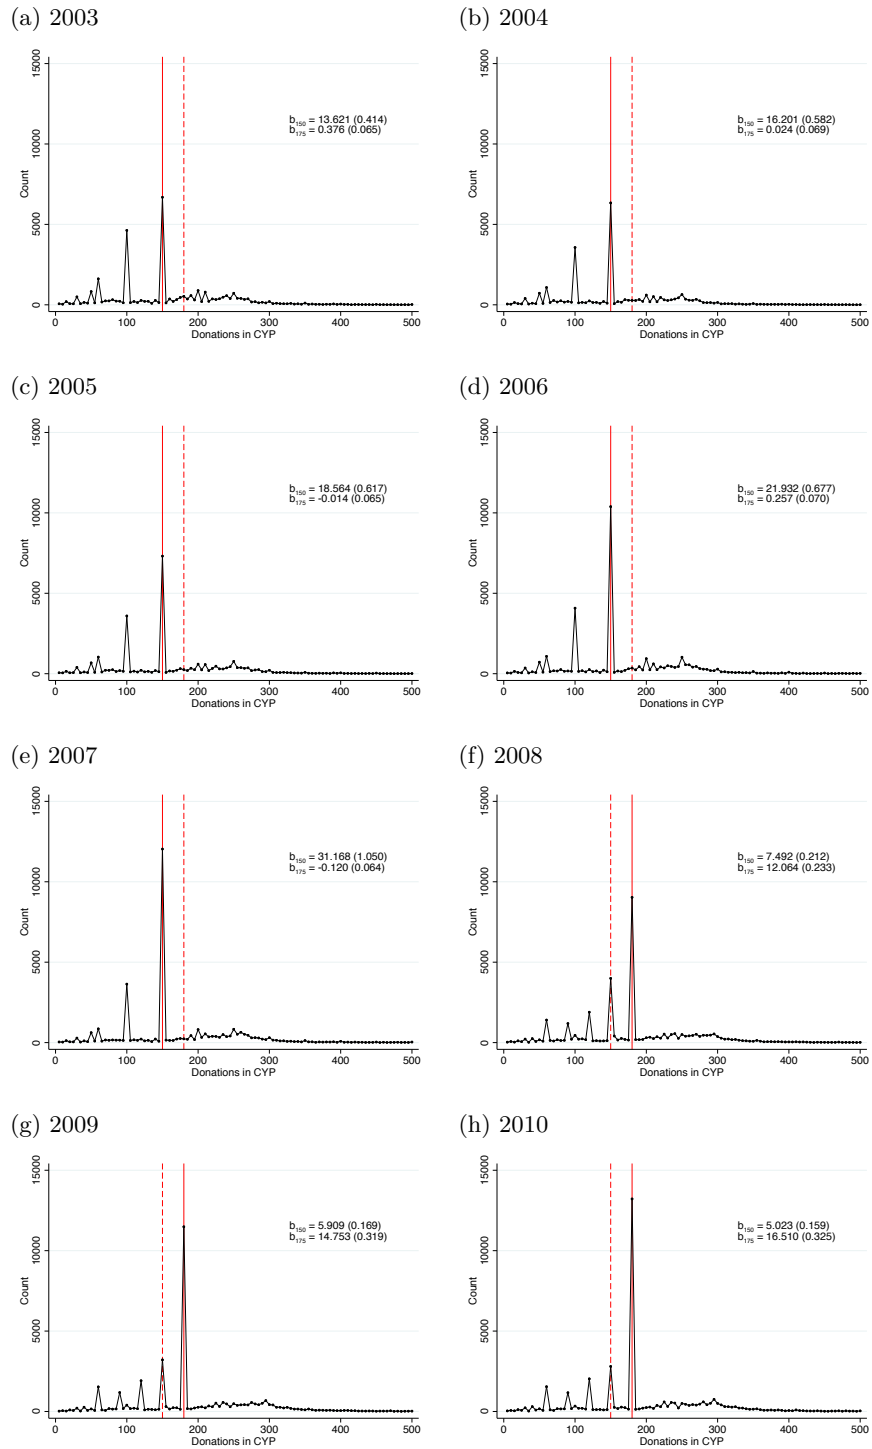 (a) 2003
15000
10000
5000
0
Count
b150 = 13.621 (0.414)
b175 = 0.376 (0.065)
0 100 200 300 400 500
Donations in CYP
(b) 2004
15000
10000
5000
0
Count
b150 = 16.201 (0.582)
b175 = 0.024 (0.069)
0 100 200 300 400 500
Donations in CYP
(c) 2005
15000
10000
5000
0
Count
b150 = 18.564 (0.617)
b175 = -0.014 (0.065)
0 100 200 300 400 500
Donations in CYP
(d) 2006
15000
10000
5000
0
Count
b150 = 21.932 (0.677)
b175 = 0.257 (0.070)
0 100 200 300 400 500
Donations in CYP
(e) 2007
15000
10000
5000
0
Count
b150 = 31.168 (1.050)
b175 = -0.120 (0.064)
0 100 200 300 400 500
Donations in CYP
(f) 2008
15000
10000
5000
0
Count
b150 = 7.492 (0.212)
b175 = 12.064 (0.233)
0 100 200 300 400 500
Donations in CYP
(g) 2009
15000
10000
5000
0
Count
b150 = 5.909 (0.169)
b175 = 14.753 (0.319)
0 100 200 300 400 500
Donations in CYP
(h) 2010
15000
10000
5000
0
Count
b150 = 5.023 (0.159)
b175 = 16.510 (0.325)
0 100 200 300 400 500
Donations in CYP